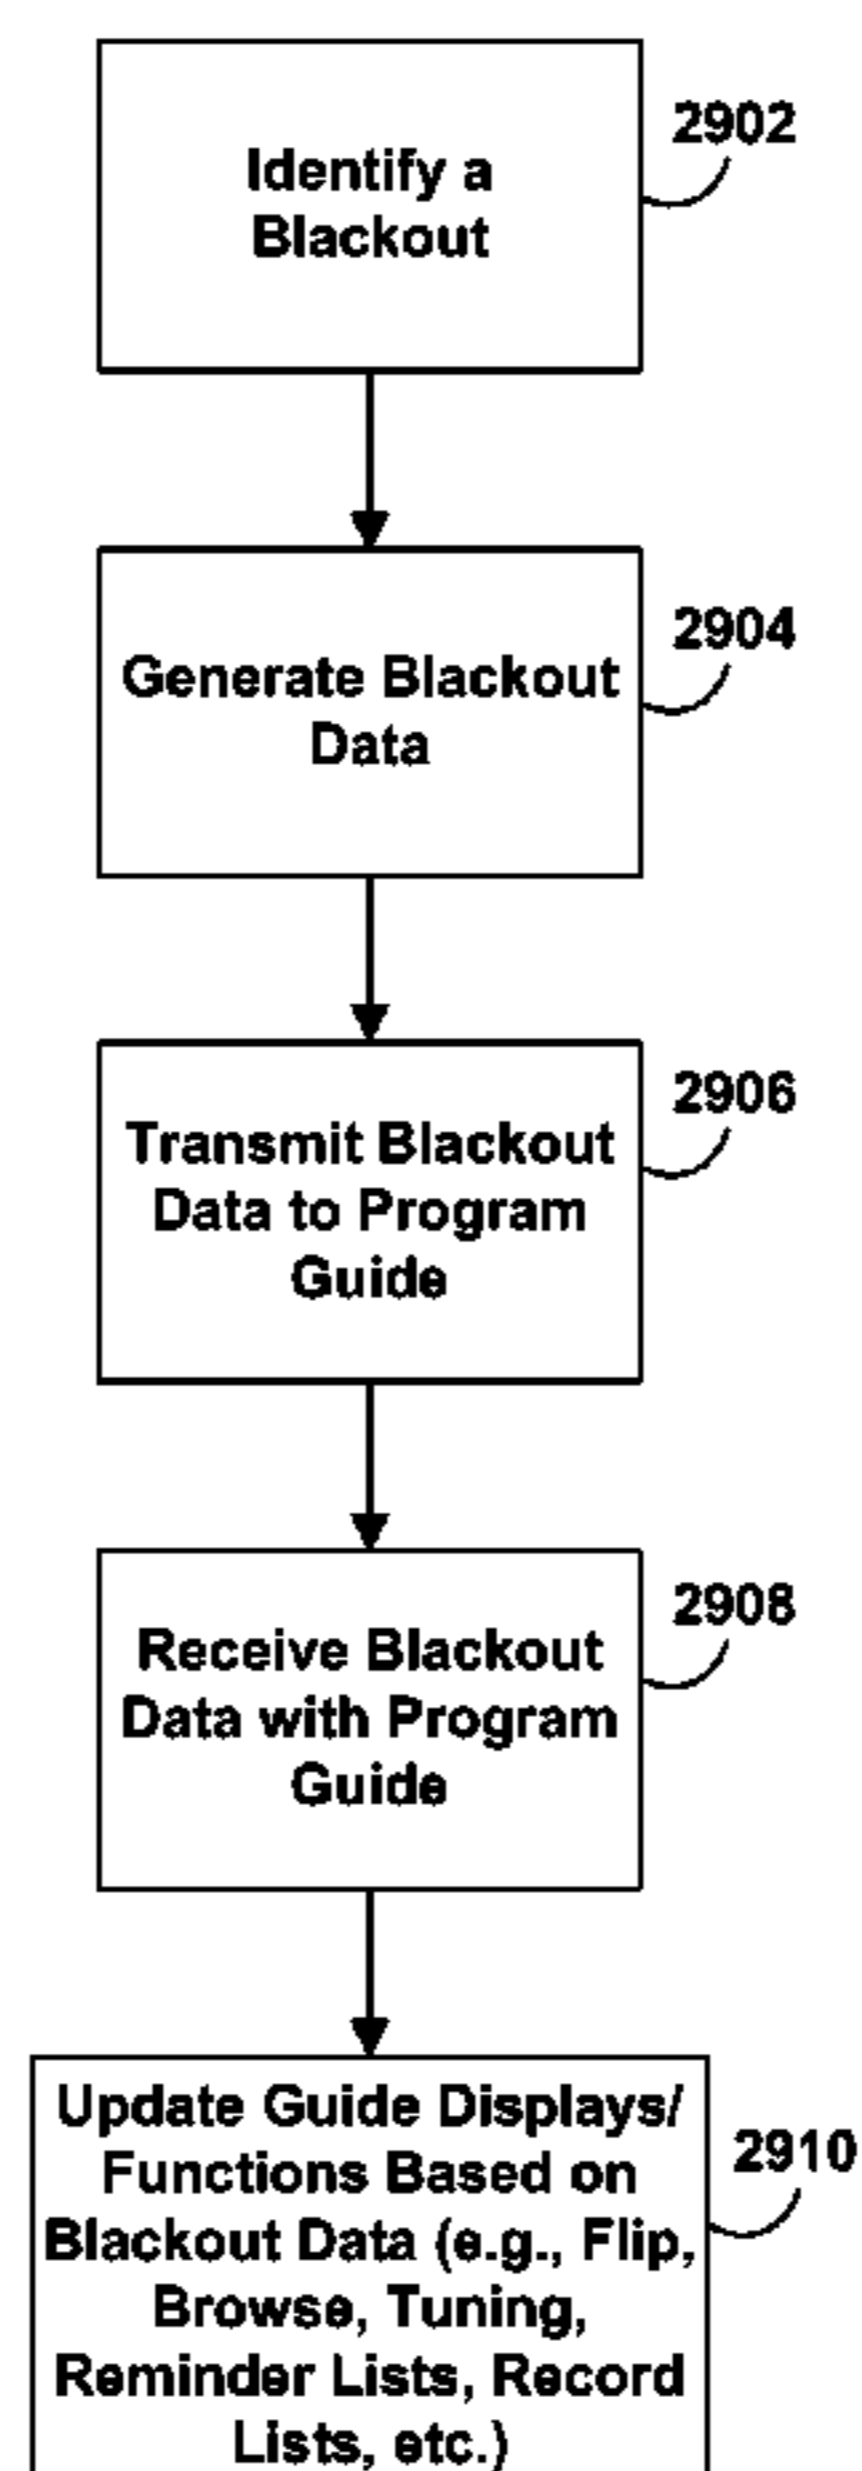 Identify a
Blackout
2902
Generate Blackout
Data
2904
Transmit Blackout
Data to Program
Guide
2906
Receive Blackout
Data with Program
Guide
2908
Update Guide Displays/
Functions Based on
Blackout Data (e.g., Flip,
Browse, Tuning,
Reminder Lists, Record
Lists, etc.)
2910